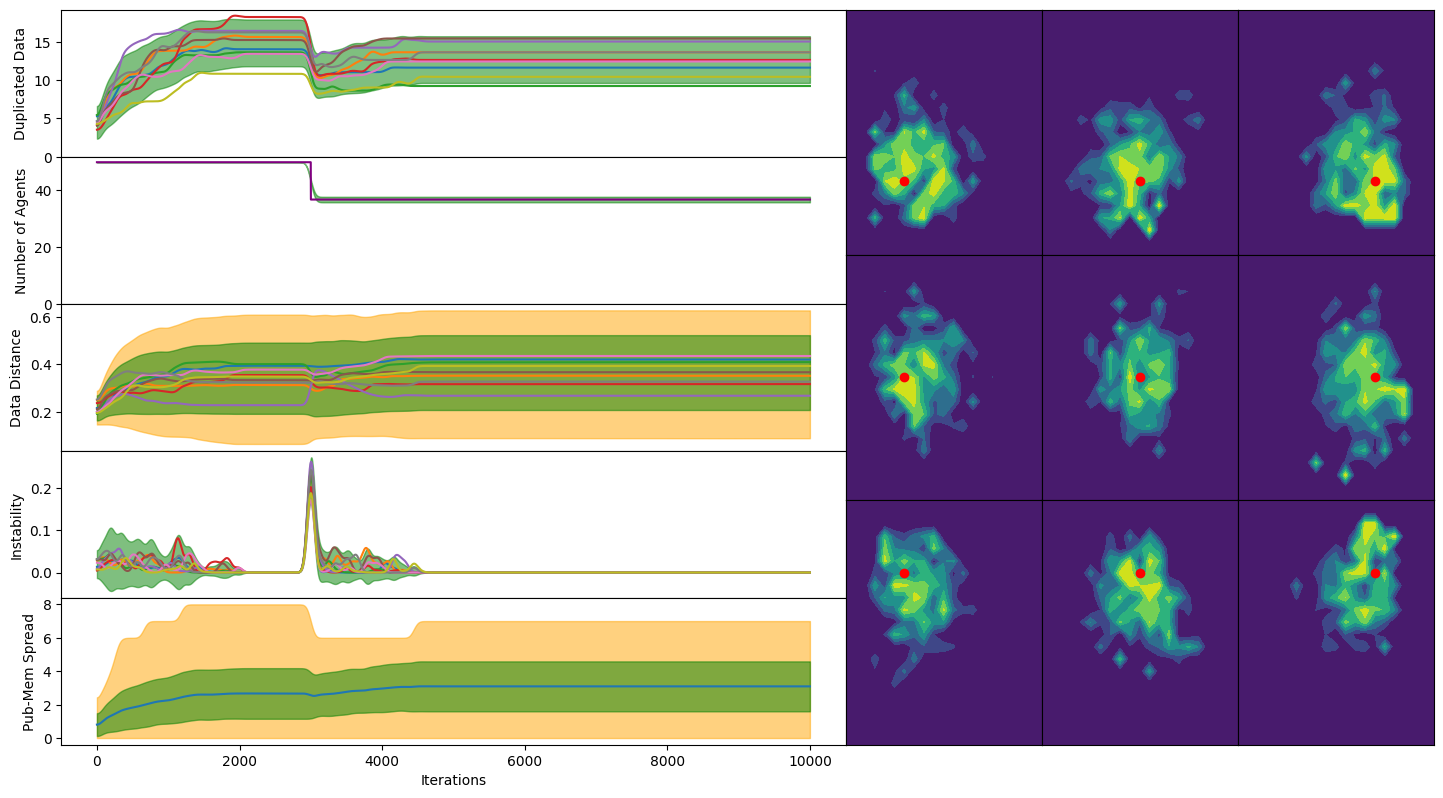 Duplicated Data
15
10
5
0
Number of Agents
40
20
0
Data Distance
0.6
0.4
0.2
Instability
0.2
0.1
0.0
Pub-Mem Spread
8
6
4
2
0
0 2000 4000 6000 8000 10000
Iterations